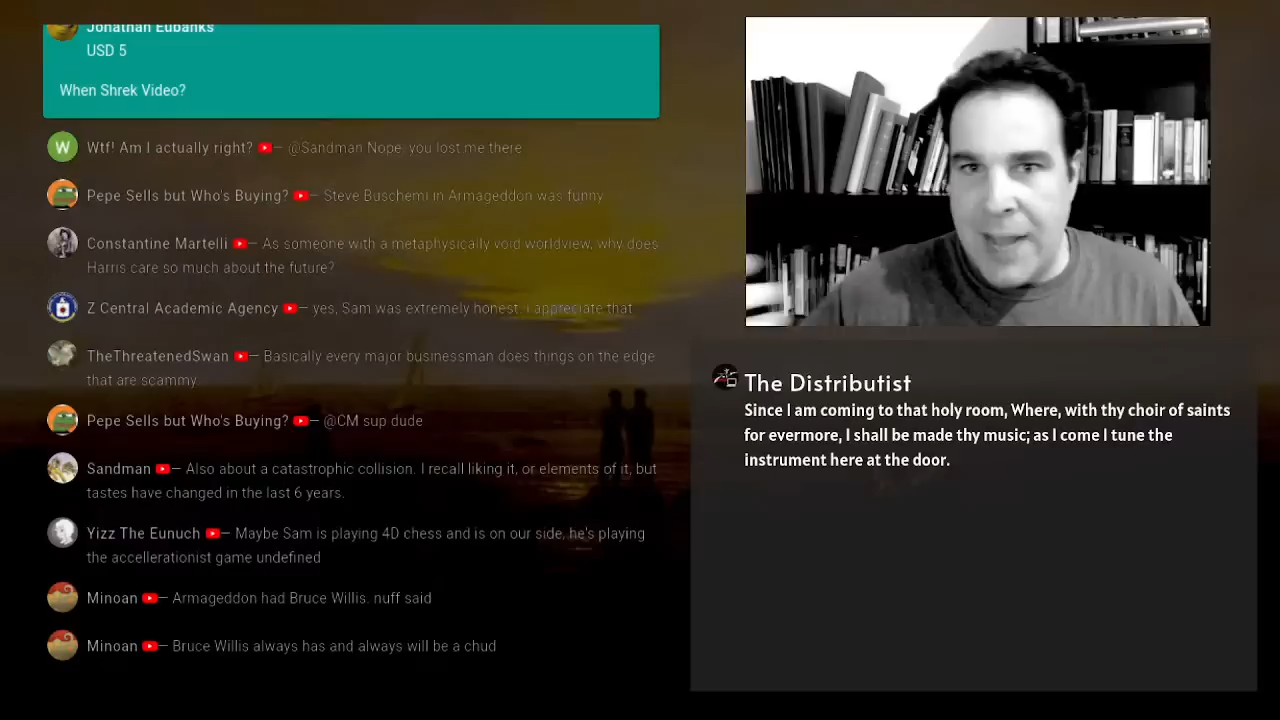 Jonathan Eubanks
USD 5
When Shrek Video?
W
Wtf! Am I actually right? — @Sandman Nope, you lost me there
Pepe Sells but Who's Buying? — Steve Buschemi in Armageddon was funny
Constantine Martelli — As someone with a metaphysically void worldview, why does
Harris care so much about the future?
Z Central Academic Agency — yes, Sam was extremely honest. i appreciate that
TheThreatenedSwan — Basically every major businessman does things on the edge
that are scammy
Pepe Sells but Who's Buying? — @CM sup dude
Sandman — Also about a catastrophic collision. I recall liking it, or elements of it, but
tastes have changed in the last 6 years.
Yizz The Eunuch — Maybe Sam is playing 4D chess and is on our side, he's playing
the accellerationist game undefined
Minoan — Armageddon had Bruce Willis. nuff said
Minoan — Bruce Willis always has and always will be a chud
The Distributist
Since I am coming to that holy room, Where, with thy choir of saints
for evermore, I shall be made thy music; as I come I tune the
instrument here at the door.